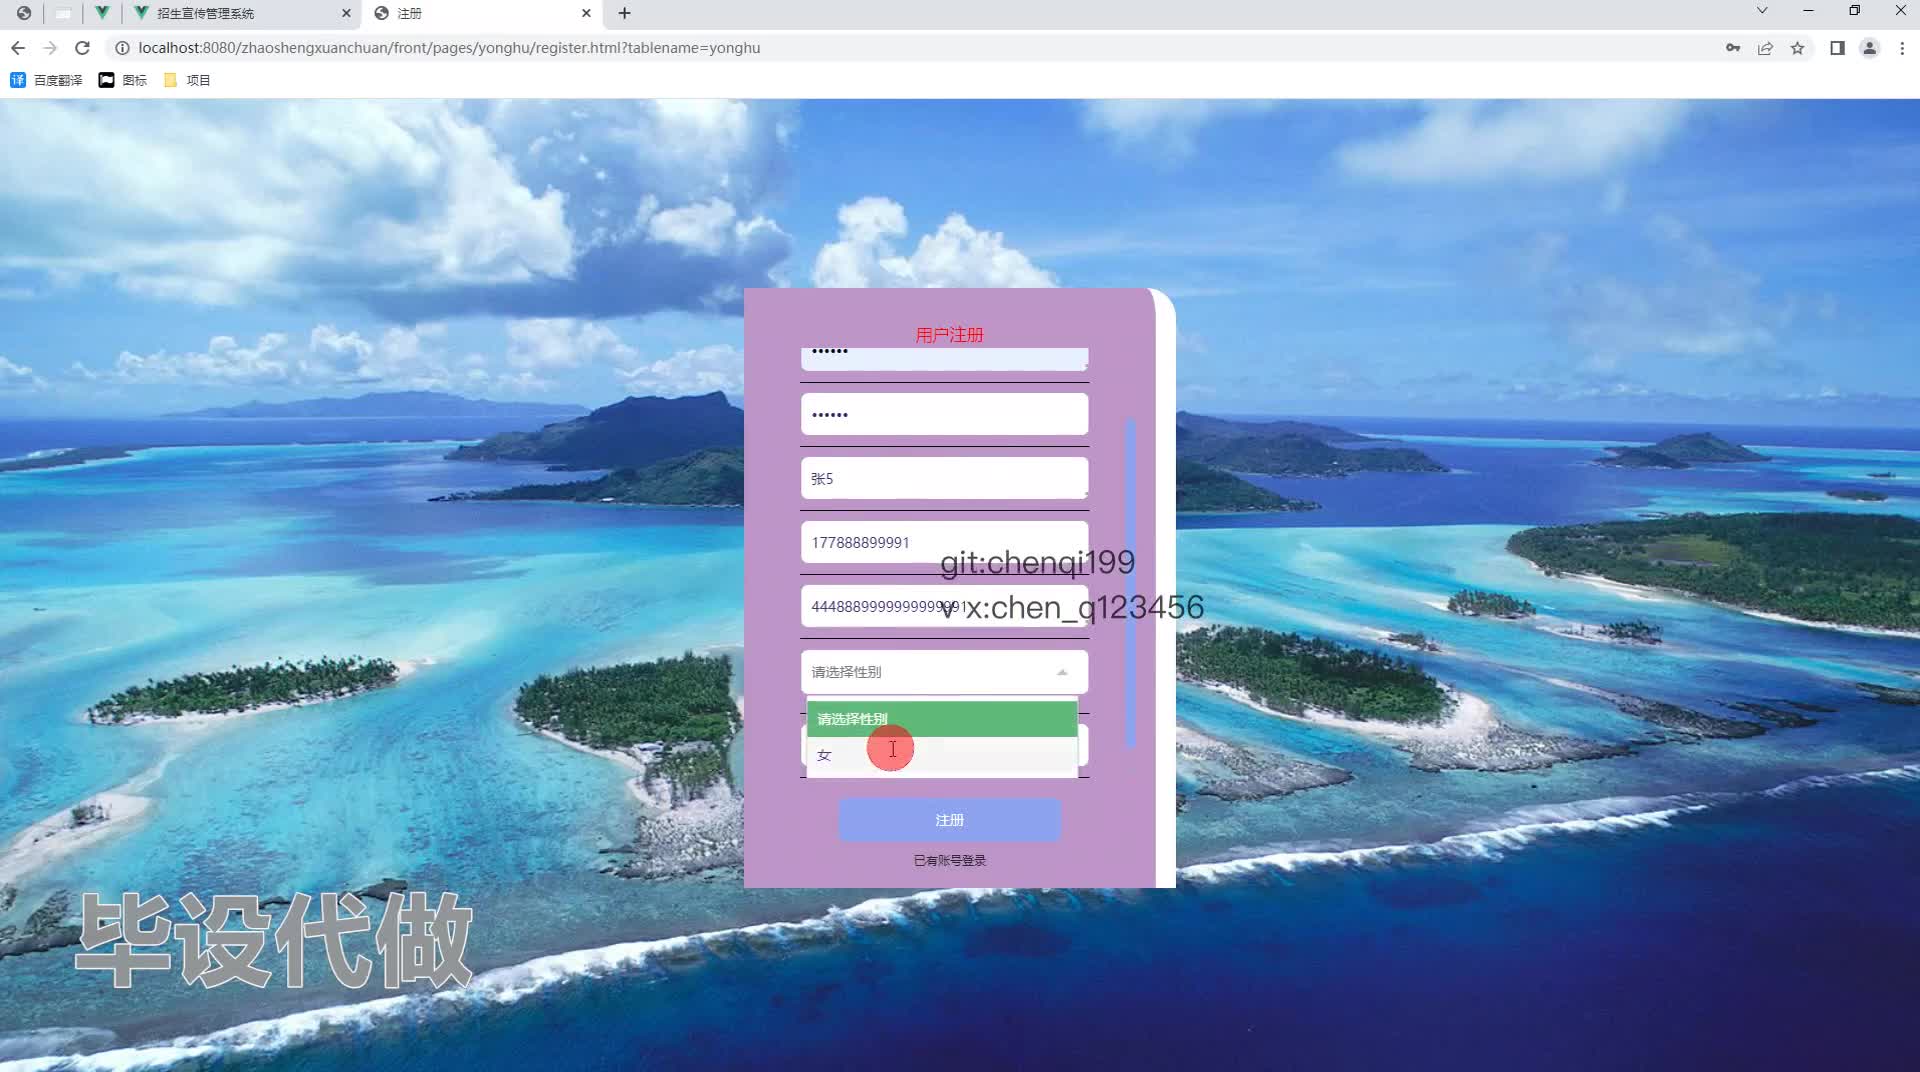 招生宣传管理系统
注册
localhost:8080/zhaoshengxuanchuan/front/pages/yonghu/register.html?tablename=yonghu
百度翻译
图标
项目
用户注册
••••••
••••••
张5
177888899991
git:chenqi199
4448889999999999991
v x:chen_q123456
请选择性别
请选择性别
女
注册
已有账号登录
毕设代做